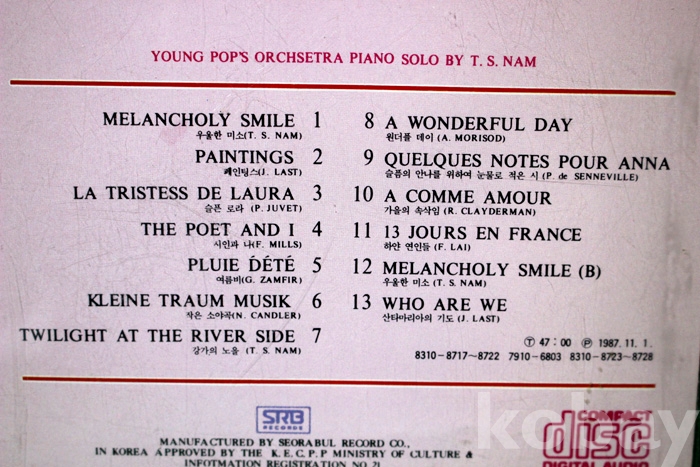 YOUNG POP'S ORCHSETRA PIANO SOLO BY T. S. NAM
MELANCHOLY SMILE 1
우울한 미소(T. S. NAM)
PAINTINGS 2
페인팅스(J. LAST)
LA TRISTESS DE LAURA 3
슬픈 로라 (P. JUVET)
THE POET AND I 4
시인과 나(F. MILLS)
PLUIE D́ÉTÉ 5
여름비(G. ZAMFIR)
KLEINE TRAUM MUSIK 6
작은 소야곡(N. CANDLER)
TWILIGHT AT THE RIVER SIDE 7
강가의 노을 (T. S. NAM)
8 A WONDERFUL DAY
원더풀 데이 (A. MORISOD)
9 QUELQUES NOTES POUR ANNA
슬픔의 안나를 위하여 눈물로 적은 시 (P. de SENNEVILLE)
10 A COMME AMOUR
가을의 속삭임 (R. CLAYDERMAN)
11 13 JOURS EN FRANCE
하얀 연인들 (F. LAI)
12 MELANCHOLY SMILE (B)
우울한 미소 (T. S. NAM)
13 WHO ARE WE
산타마리아의 기도 (J. LAST)
Ⓣ 47 : 00 Ⓟ 1987. 11. 1.
8310-8717~8722 7910-6803 8310-8723~8728
SRB
RECORDS
MANUFACTURED BY SEORABUL RECORD CO.,
IN KOREA APPROVED BY THE K. E. C. P. P MINISTRY OF CULTURE &
INFOTMATION REGISTRATION NO. 21
COMPACT
disc
DIGITAL AUDIO
kolsay